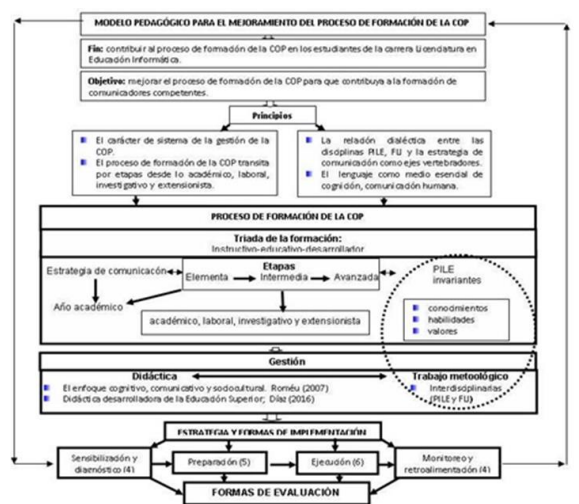 MODELO PEDAGÓGICO PARA EL MEJORAMIENTO DEL PROCESO DE FORMACIÓN DE LA COP
Fin: contribuir al proceso de formación de la COP en los estudiantes de la carrera Licenciatura en
Educación Informática.
Objetivo: mejorar el proceso de formación de la COP para que contribuya a la formación de
comunicadores competentes.
Principios
El carácter de sistema de la gestión de la
COP.
El proceso de formación de la COP transita
por etapas desde lo académico, laboral,
investigativo y extensionista.
La relación dialéctica entre las
disciplinas PILE, FU y la estrategia de
comunicación como ejes vertebradores.
El lenguaje como medio esencial de
cognición, comunicación humana.
PROCESO DE FORMACIÓN DE LA COP
Triada de la formación:
Instructivo-educativo-desarrollador
Estrategia de comunicacón
Etapas
Elementa Intermedia Avanzada
PILE
invariantes
Año académico
académico, laboral, investigativo y extensionista
conocimientos
habilidades
valores
Gestión
Didáctica
El enfoque cognitivo, comunicativo y sociocultural. Roméu (2007)
Didáctica desarrolladora de la Educación Superior; Díaz (2016)
Trabajo metoológico
Interdisciplinarias
(PILE y FU)
ESTRATEGIA Y FORMAS DE IMPLEMENTACIÓN
Sensibilización y
diagnóstico (4)
Preparación (5)
Ejecución (6)
Monitoreo y
retroalimentación (4)
FORMAS DE EVALUACIÓN